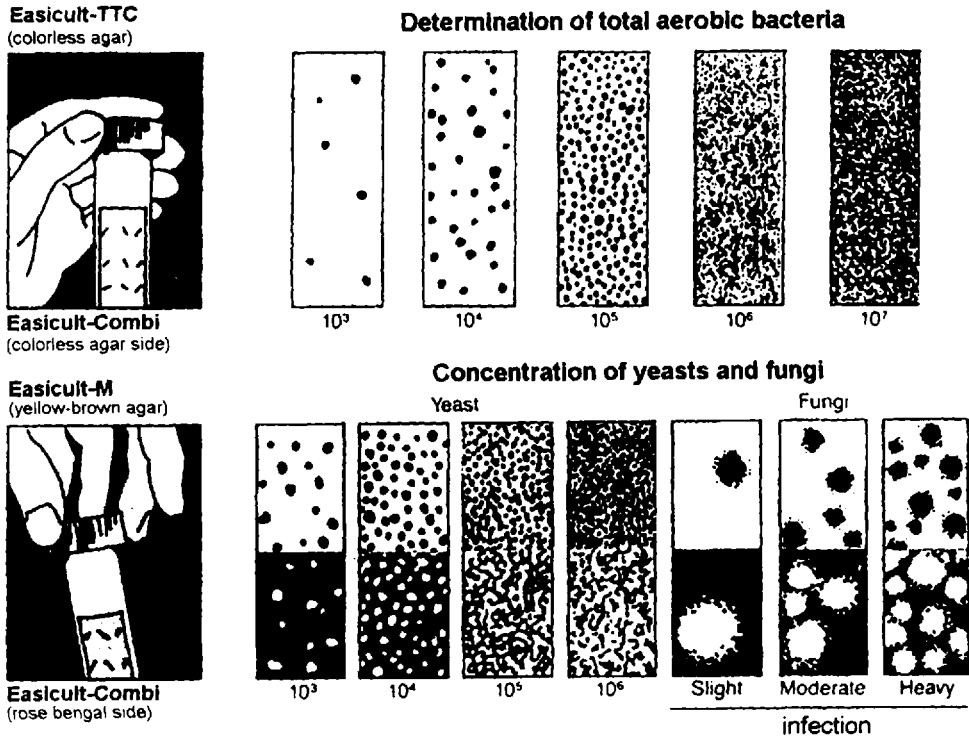 Easicult-TTC
(colorless agar)
Determination of total aerobic bacteria
10³
10⁴
10⁵
10⁶
10⁷
Easicult-Combi
(colorless agar side)
Easicult-M
(yellow-brown agar)
Concentration of yeasts and fungi
Yeast
Fungi
10³
10⁴
10⁵
10⁶
Slight
Moderate
Heavy
infection
Easicult-Combi
(rose bengal side)